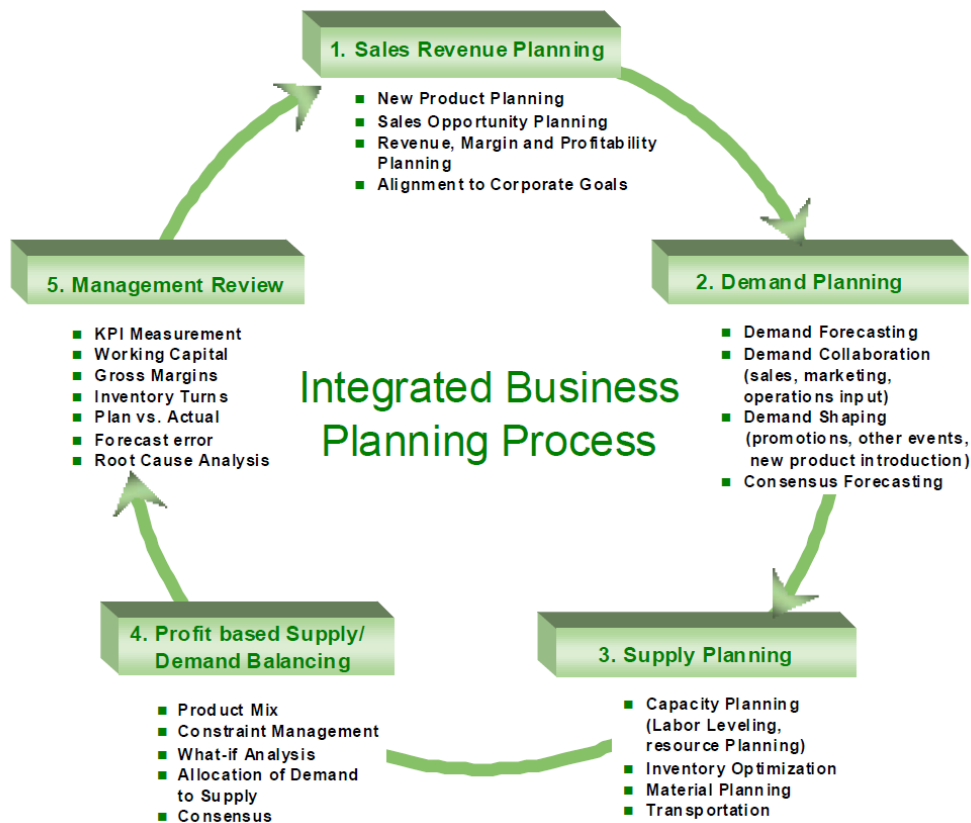 1. Sales Revenue Planning
■ New Product Planning
■ Sales Opportunity Planning
■ Revenue, Margin and Profitability
Planning
■ Alignment to Corporate Goals
2. Demand Planning
■ Demand Forecasting
■ Demand Collaboration
(sales, marketing,
operations input)
■ Demand Shaping
(promotions, other events,
new product introduction)
■ Consensus Forecasting
3. Supply Planning
■ Capacity Planning
(Labor Leveling,
resource Planning)
■ Inventory Optimization
■ Material Planning
■ Transportation
4. Profit based Supply/
Demand Balancing
■ Product Mix
■ Constraint Management
■ What-if Analysis
■ Allocation of Demand
to Supply
■ Consensus
5. Management Review
■ KPI Measurement
■ Working Capital
■ Gross Margins
■ Inventory Turns
■ Plan vs. Actual
■ Forecast error
■ Root Cause Analysis
Integrated Business
Planning Process